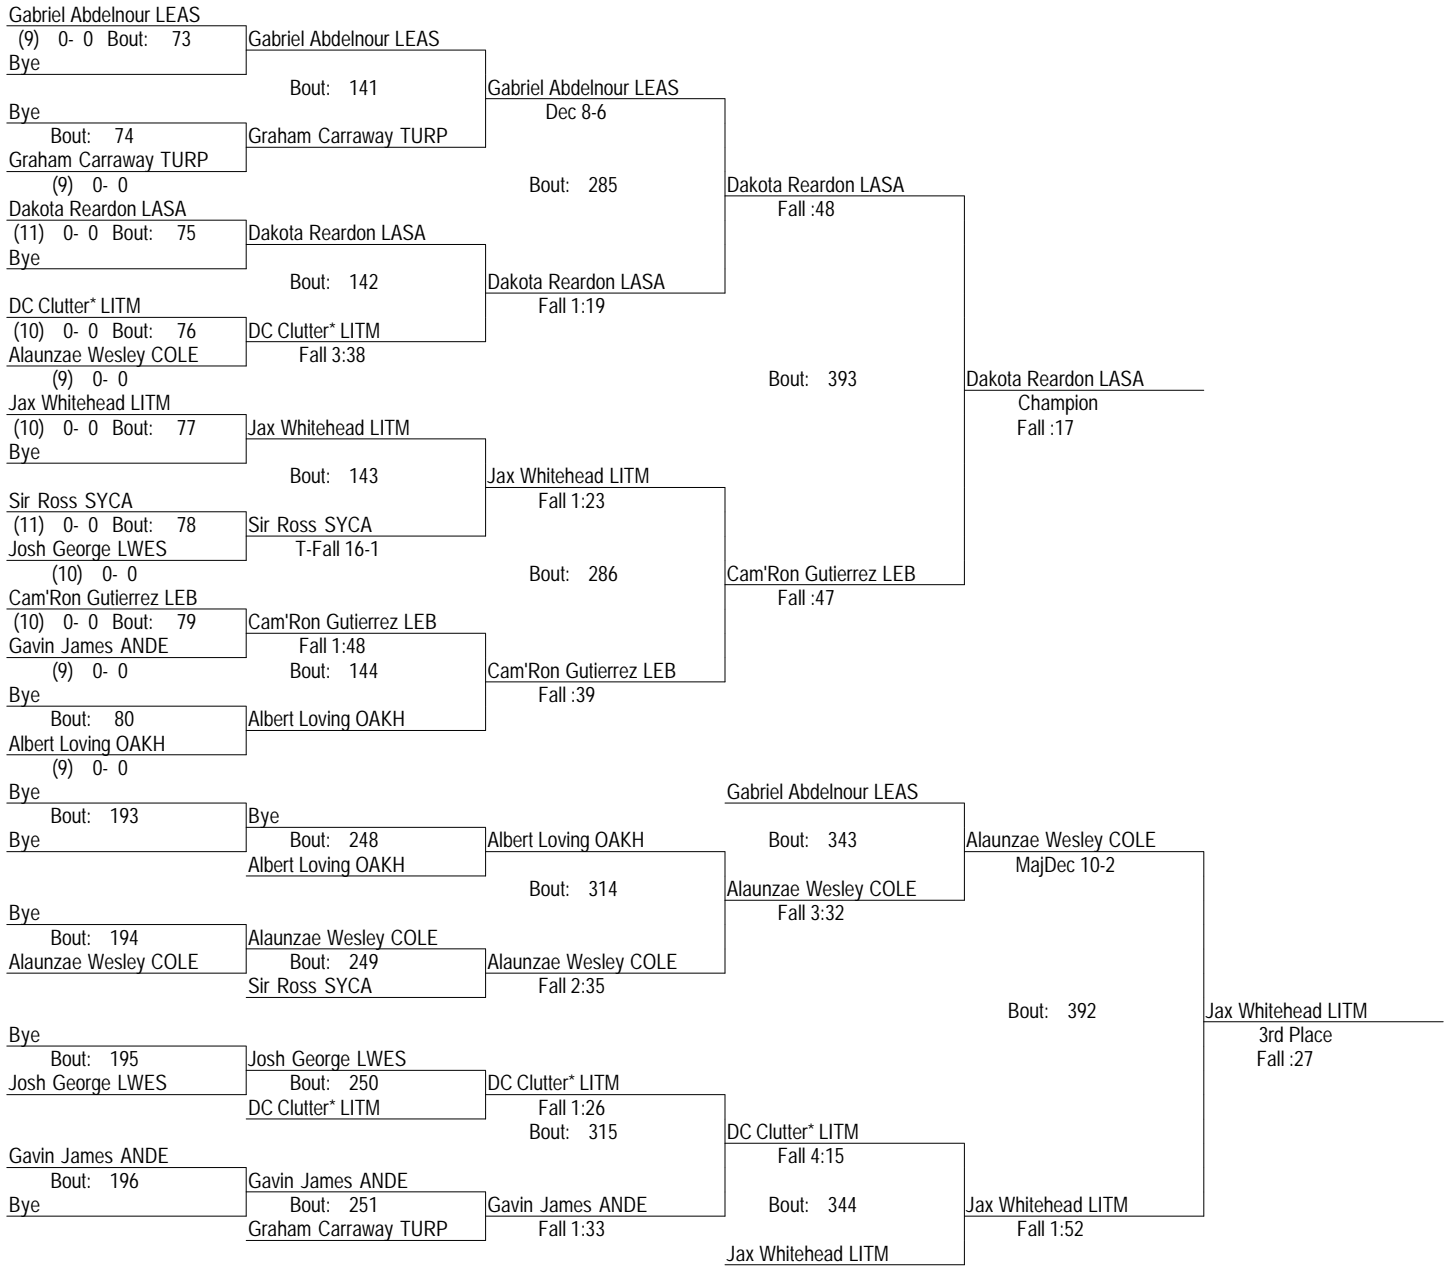 Gabriel Abdelnour LEAS
(9) 0- 0 Bout: 73 Gabriel Abdelnour LEAS
Bye
Bout: 141 Gabriel Abdelnour LEAS
Bye Dec 8-6
Bout: 74 Graham Carraway TURP
Graham Carraway TURP
(9) 0- 0 Bout: 285 Dakota Reardon LASA
Dakota Reardon LASA Fall :48
(11) 0- 0 Bout: 75 Dakota Reardon LASA
Bye
Bout: 142 Dakota Reardon LASA
DC Clutter* LITM Fall 1:19
(10) 0- 0 Bout: 76 DC Clutter* LITM
Alaunzae Wesley COLE Fall 3:38
(9) 0- 0 Bout: 393 Dakota Reardon LASA
Jax Whitehead LITM Champion
(10) 0- 0 Bout: 77 Jax Whitehead LITM Fall :17
Bye
Bout: 143 Jax Whitehead LITM
Sir Ross SYCA Fall 1:23
(11) 0- 0 Bout: 78 Sir Ross SYCA
Josh George LWES T-Fall 16-1
(10) 0- 0 Bout: 286 Cam'Ron Gutierrez LEB
Cam'Ron Gutierrez LEB Fall :47
(10) 0- 0 Bout: 79 Cam'Ron Gutierrez LEB
Gavin James ANDE Fall 1:48
(9) 0- 0 Bout: 144 Cam'Ron Gutierrez LEB
Bye Fall :39
Bout: 80 Albert Loving OAKH
Albert Loving OAKH
(9) 0- 0
Bye Gabriel Abdelnour LEAS
Bout: 193 Bye
Bye Bout: 248 Albert Loving OAKH Bout: 343 Alaunzae Wesley COLE
Albert Loving OAKH MajDec 10-2
Bout: 314 Alaunzae Wesley COLE
Bye Fall 3:32
Bout: 194 Alaunzae Wesley COLE
Alaunzae Wesley COLE Bout: 249 Alaunzae Wesley COLE
Sir Ross SYCA Fall 2:35
Bout: 392 Jax Whitehead LITM
Bye 3rd Place
Bout: 195 Josh George LWES Fall :27
Josh George LWES Bout: 250 DC Clutter* LITM
DC Clutter* LITM Fall 1:26
Bout: 315 DC Clutter* LITM
Gavin James ANDE Fall 4:15
Bout: 196 Gavin James ANDE
Bye Bout: 251 Gavin James ANDE Bout: 344 Jax Whitehead LITM
Graham Carraway TURP Fall 1:33 Fall 1:52
Jax Whitehead LITM